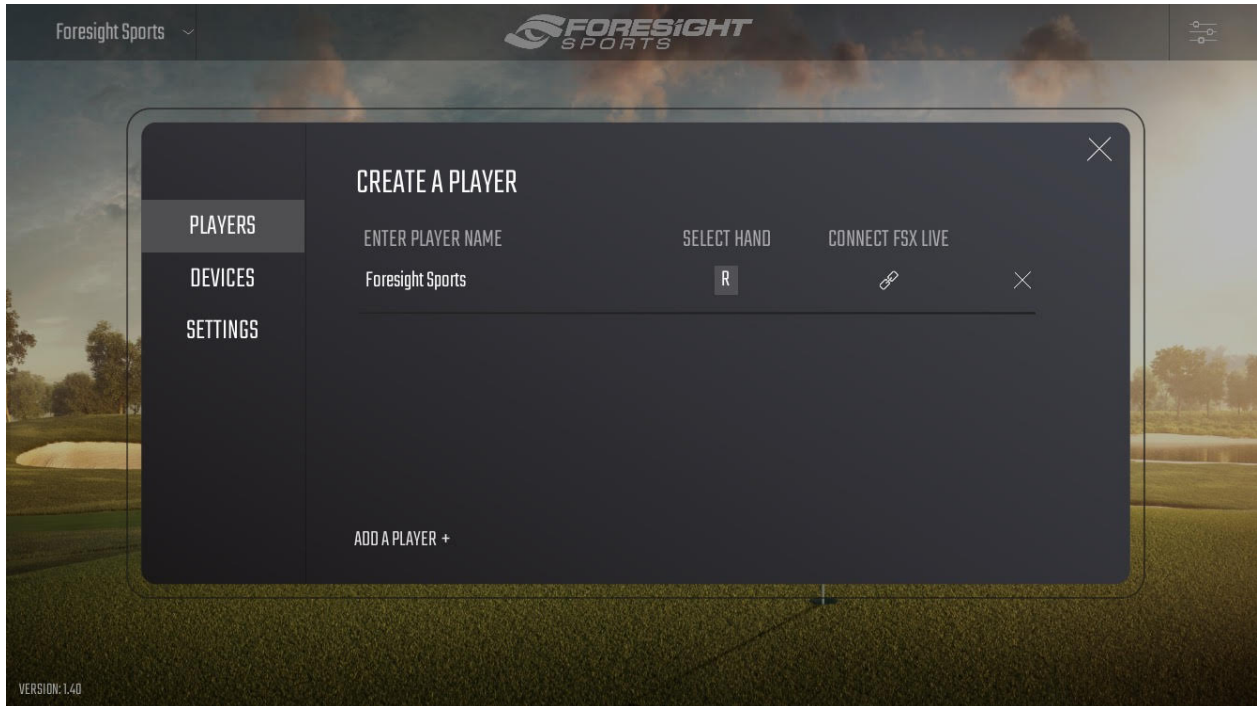 Foresight Sports
FORESiGHT
SPORTS
CREATE A PLAYER
PLAYERS
DEVICES
SETTINGS
ENTER PLAYER NAME SELECT HAND CONNECT FSX LIVE
Foresight Sports R
ADD A PLAYER +
VERSION: 1.40